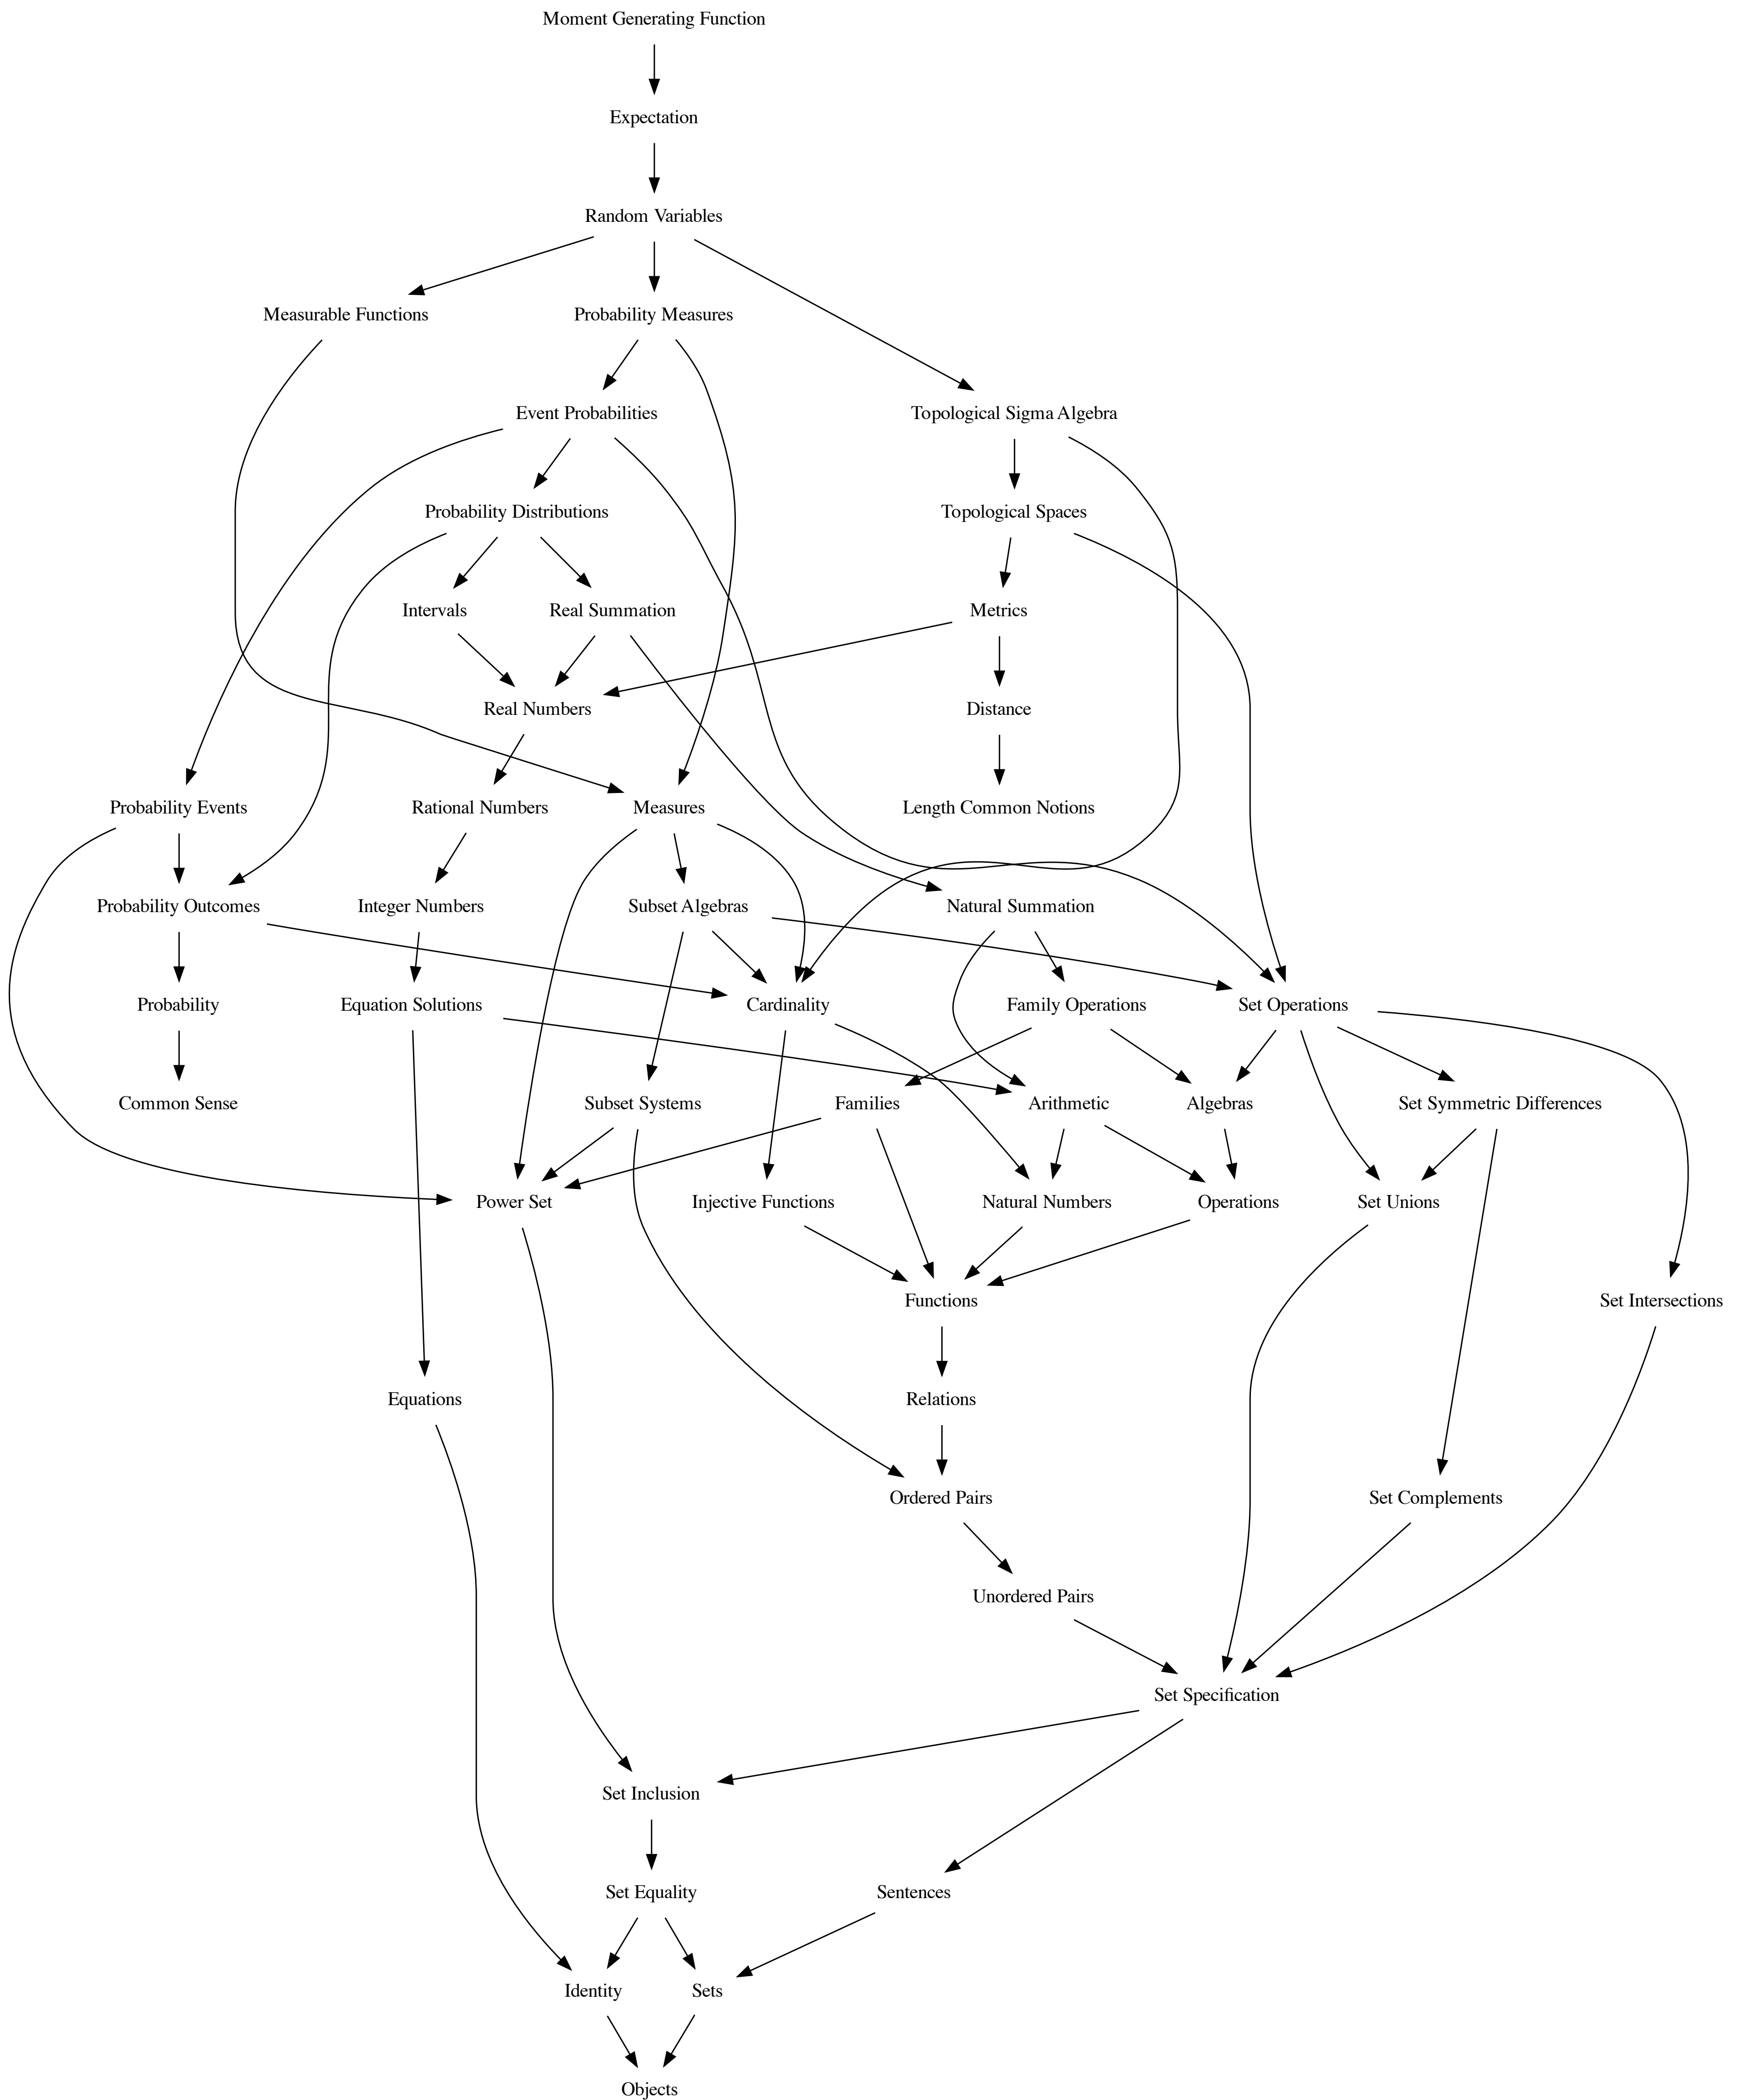 Moment Generating Function
Expectation
Random Variables
Measurable Functions
Probability Measures
Event Probabilities
Topological Sigma Algebra
Probability Distributions
Topological Spaces
Intervals
Real Summation
Metrics
Real Numbers
Distance
Probability Events
Rational Numbers
Measures
Length Common Notions
Probability Outcomes
Integer Numbers
Subset Algebras
Natural Summation
Probability
Equation Solutions
Cardinality
Family Operations
Set Operations
Common Sense
Subset Systems
Families
Arithmetic
Algebras
Set Symmetric Differences
Power Set
Injective Functions
Natural Numbers
Operations
Set Unions
Functions
Set Intersections
Equations
Relations
Ordered Pairs
Set Complements
Unordered Pairs
Set Specification
Set Inclusion
Set Equality
Sentences
Identity
Sets
Objects